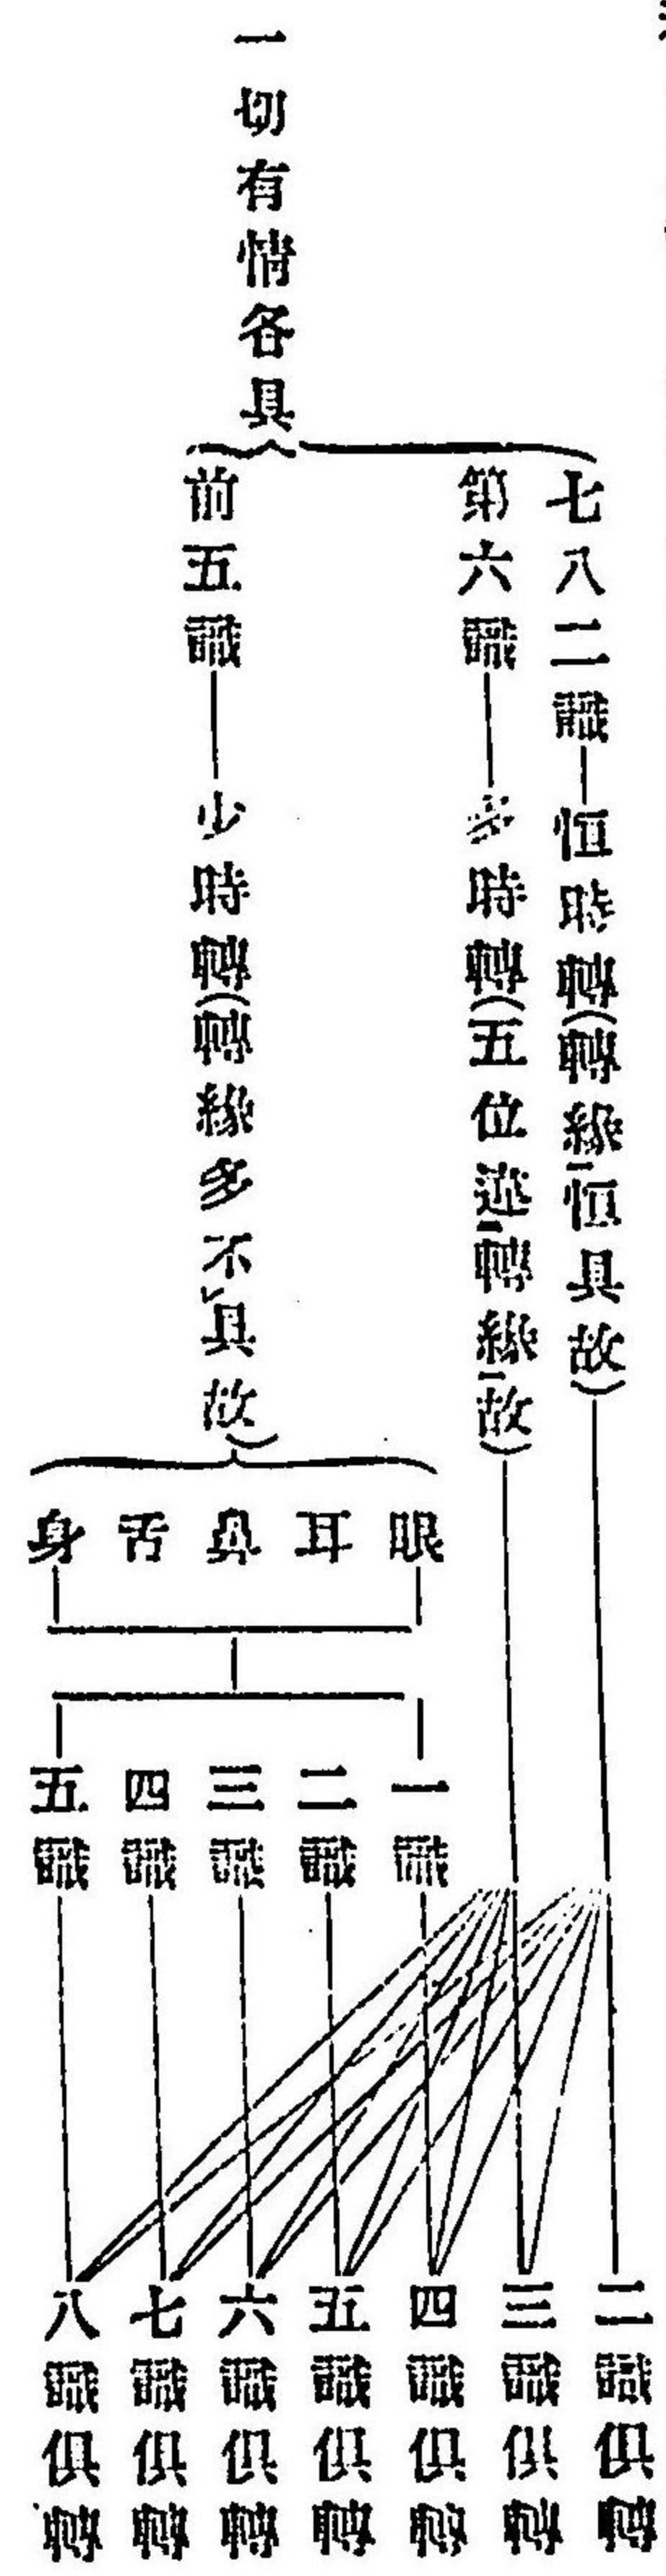 一切有情各具
七八二識—恒時轉(轉緣恒具故)
第六識—多時轉(五位違轉緣故)
前五識—少時轉(轉緣多不具故)
眼
耳
鼻
舌
身
一識
二識
三識
四識
五識
二識俱轉
三識俱轉
四識俱轉
五識俱轉
六識俱轉
七識俱轉
八識俱轉